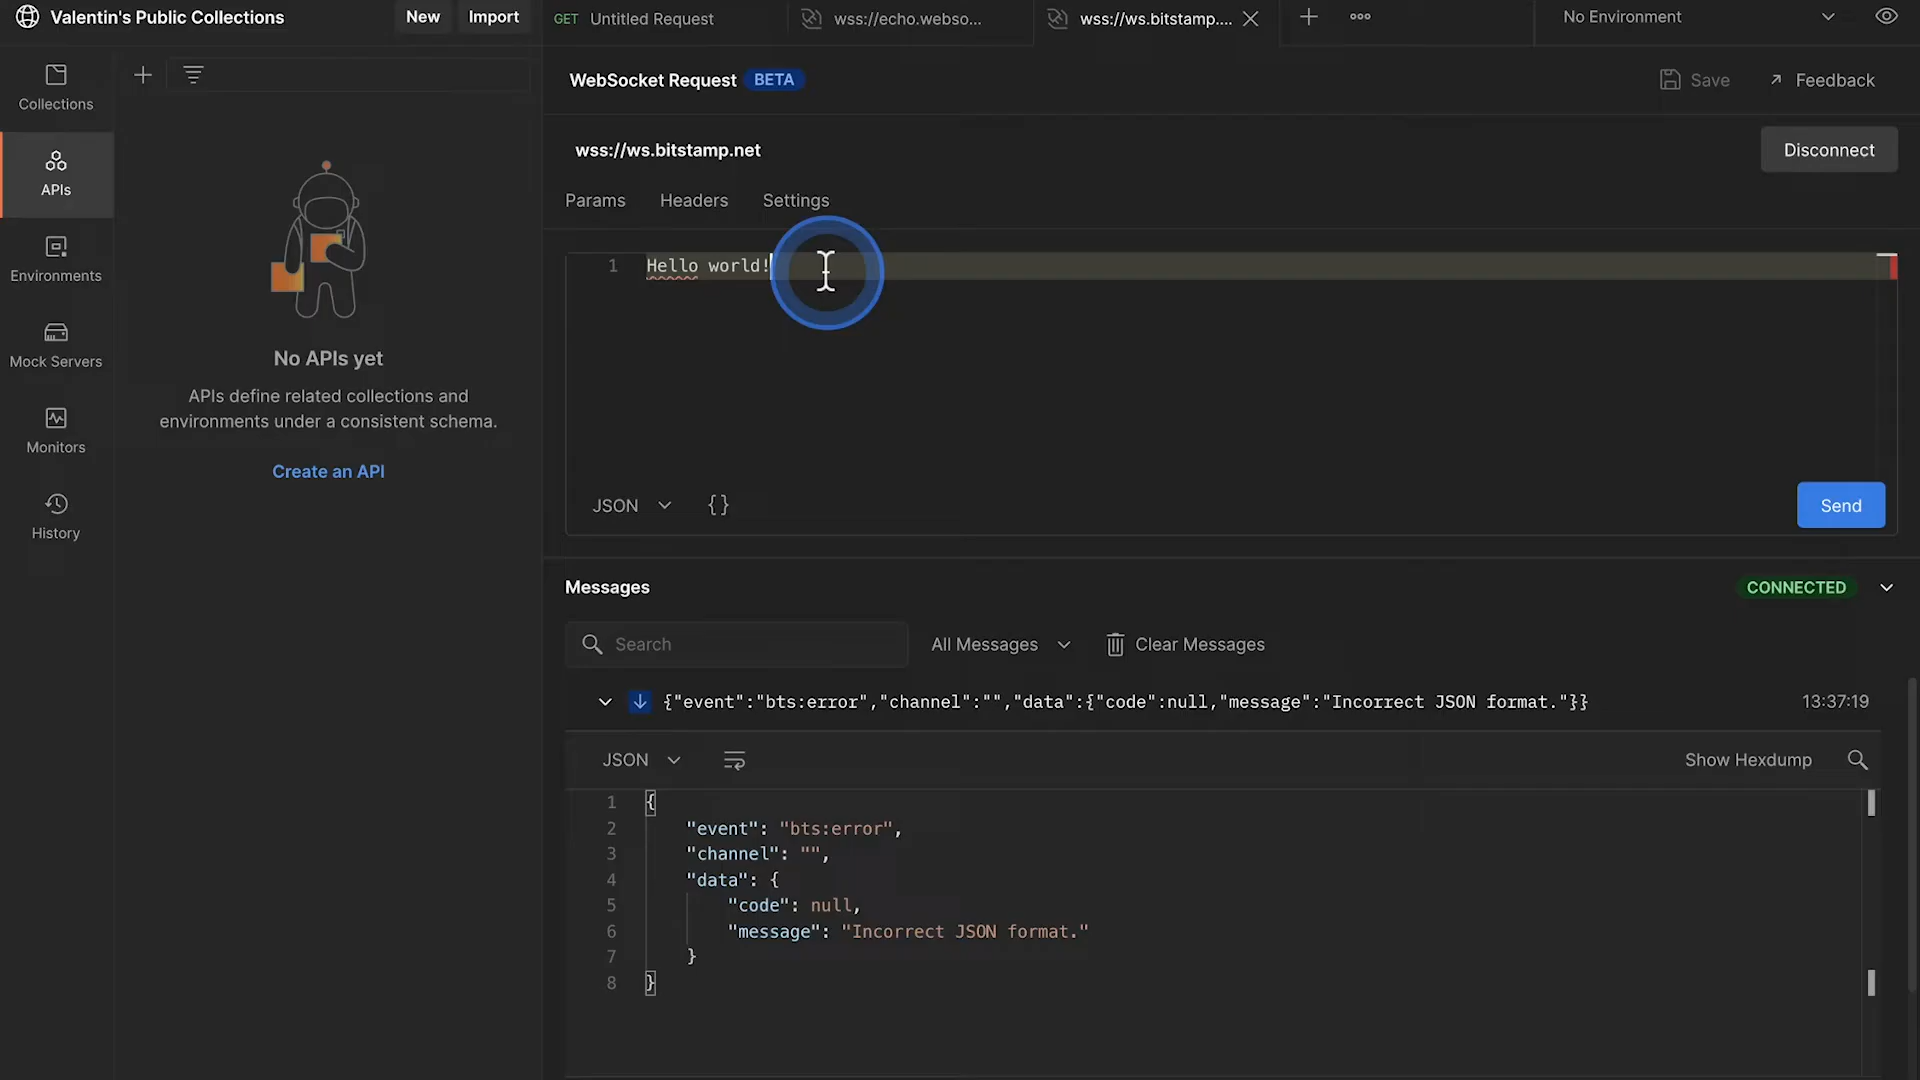 Valentin's Public Collections
New
Import
GET Untitled Request
wss://echo.webso...
wss://ws.bitstamp....
No Environment
Collections
APIs
Environments
Mock Servers
Monitors
History
No APIs yet
APIs define related collections and
environments under a consistent schema.
Create an API
WebSocket Request BETA
Save
Feedback
wss://ws.bitstamp.net
Disconnect
Params
Headers
Settings
1 Hello world!
JSON
{}
Send
Messages
CONNECTED
Search
All Messages
Clear Messages
{"event":"bts:error","channel":"","data":{"code":null,"message":"Incorrect JSON format."}}
13:37:19
JSON
Show Hexdump
1 {
2 "event": "bts:error",
3 "channel": "",
4 "data": {
5 "code": null,
6 "message": "Incorrect JSON format."
7 }
8 }